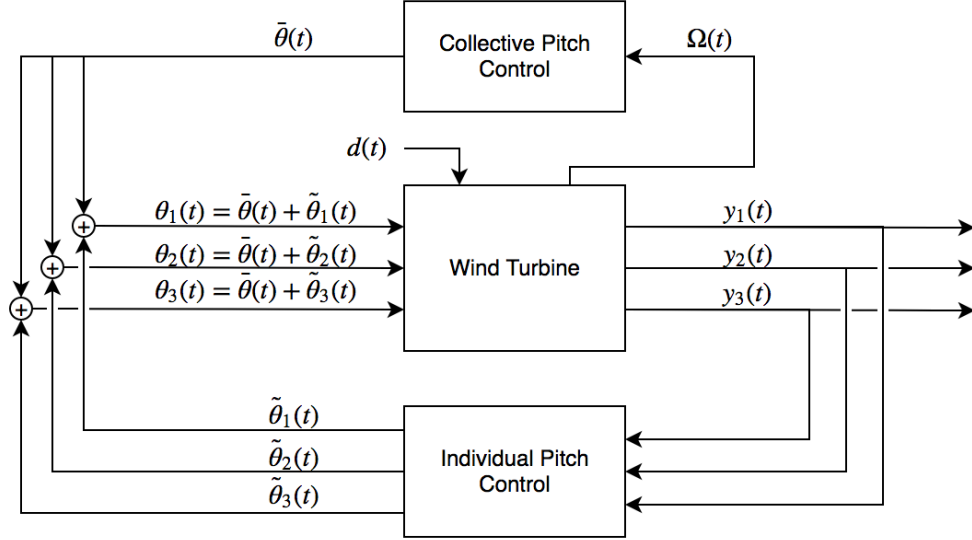 θ̄(t)
Collective Pitch
Control
Ω(t)
d(t)
θ₁(t) = θ̄(t) + θ̃₁(t)
θ₂(t) = θ̄(t) + θ̃₂(t)
θ₃(t) = θ̄(t) + θ̃₃(t)
+
+
+
Wind Turbine
y₁(t)
y₂(t)
y₃(t)
θ̃₁(t)
θ̃₂(t)
θ̃₃(t)
Individual Pitch
Control